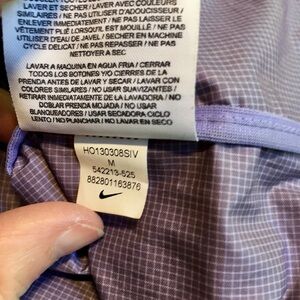 LAVER ET SECHER / LAVER AVEC COULEURS
SIMILAIRES / NE PAS UTILISER D'ADOUCISSEUR /
ENLEVER IMMEDIATEMENT / NE PAS PLIER LE
VÊTEMENT PLIÉ LORSQU'IL EST MOUILLÉ / NE PAS
UTILISER D'EAU DE JAVEL / SECHER EN MACHINE
CYCLE DELICAT / NE PAS REPASSER / NE PAS
NETTOYER A SEC
LAVAR A MAQUINA EN AGUA FRIA / CERRAR
TODOS LOS BOTONES Y/O CIERRES DE LA
PRENDA ANTES DE LAVAR Y SECAR / LAVAR CON
COLORES SIMILARES / NO USAR SUAVIZANTES /
RETIRAR INMEDIATAMENTE DE LA LAVADORA / NO
DOBLAR PRENDA MOJADA / NO USAR
BLANQUEADORES / USAR SECADORA CICLO
LENTO / NO PLANCHAR / NO LAVAR EN SECO
HO130308SIV
M
542213-525
882801163876